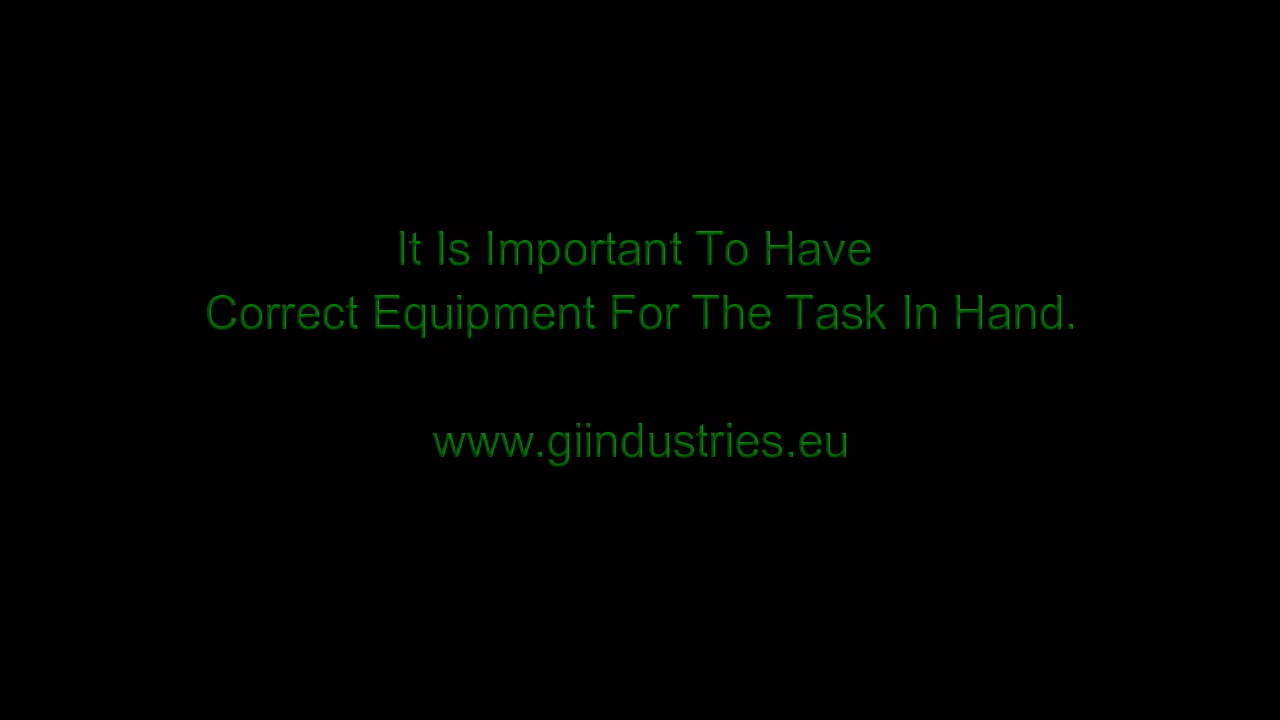 It Is Important To Have
Correct Equipment For The Task In Hand.
www.giindustries.eu